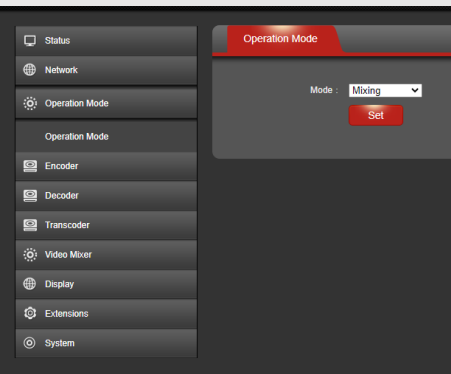 Status
Network
Operation Mode
Operation Mode
Encoder
Decoder
Transcoder
Video Mixer
Display
Extensions
System
Operation Mode
Mode : Mixing
Set